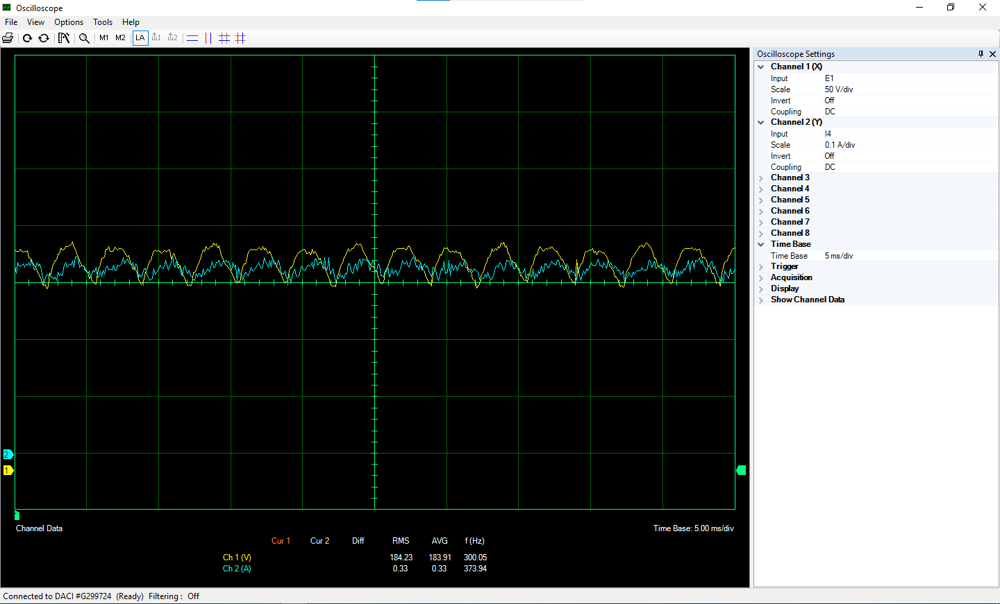 Oscilloscope
File View Options Tools Help
M1 M2 LA 1 2
Oscilloscope Settings
Channel 1 (X)
Input E1
Scale 50 V/div
Invert Off
Coupling DC
Channel 2 (Y)
Input I4
Scale 0.1 A/div
Invert Off
Coupling DC
Channel 3
Channel 4
Channel 5
Channel 6
Channel 7
Channel 8
Time Base
Time Base 5 ms/div
Trigger
Acquisition
Display
Show Channel Data
2
1
Channel Data Time Base: 5.00 ms/div
Cur 1 Cur 2 Diff RMS AVG f (Hz)
Ch 1 (V) 184.23 183.91 300.05
Ch 2 (A) 0.33 0.33 373.94
Connected to DACI #G299724 (Ready) Filtering : Off